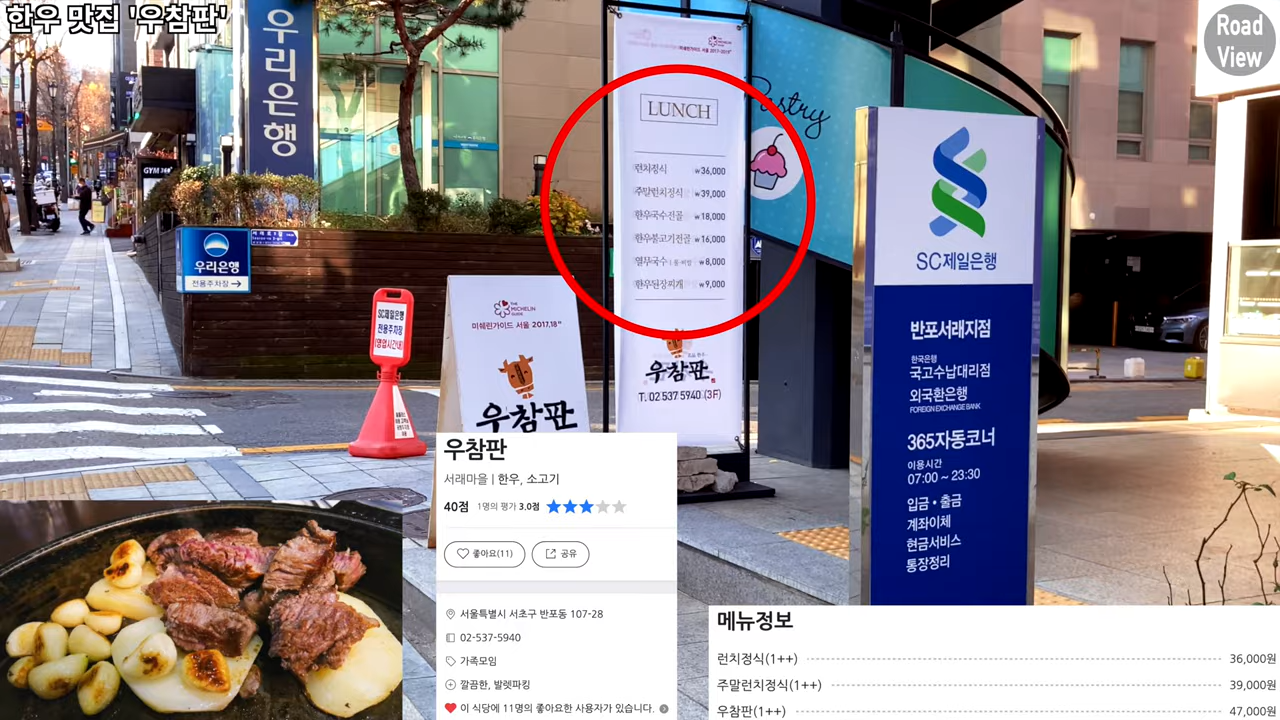 한우 맛집 '우참판'
Road
View
우리은행
GYM 24
우리은행
전용주차장 →
SC제일은행
전용주차장
(영업시간내)
THE
MICHELIN
GUIDE
미쉐린가이드 서울 2017,18"
우참판
LUNCH
런치정식 ₩36,000
주말런치정식 ₩39,000
한우국수전골 ₩18,000
한우불고기전골 ₩16,000
열무국수 ₩8,000
한우된장찌개 ₩9,000
우참판
T. 02 537 5940 (3F)
Pastry
SC제일은행
반포서래지점
한국은행
국고수납대리점
외국환은행
FOREIGN EXCHANGE BANK
365자동코너
이용시간
07:00 ~ 23:30
입금 • 출금
계좌이체
현금서비스
통장정리
우참판
서래마을 | 한우, 소고기
40점 1명의 평가 3.0점
좋아요(11) 공유
서울특별시 서초구 반포동 107-28
02-537-5940
가족모임
깔끔한, 발렛파킹
이 식당에 11명의 좋아요한 사용자가 있습니다.
메뉴정보
런치정식(1++) 36,000원
주말런치정식(1++) 39,000원
우참판(1++) 47,000원